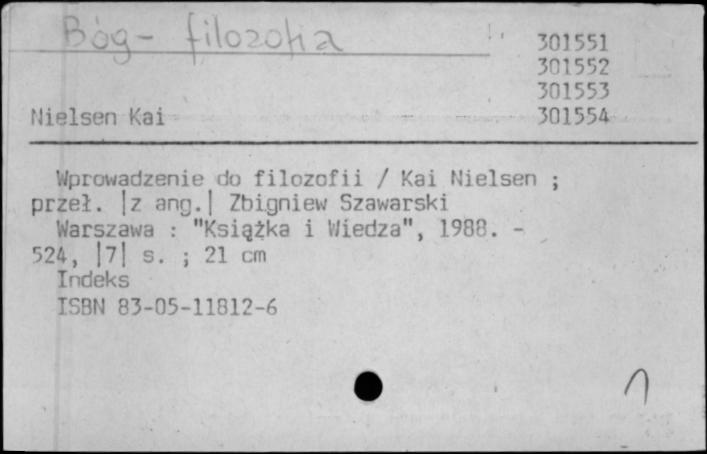 Bóg - filozofia
301551
301552
301553
Nielsen Kai 301554
Wprowadzenie do filozofii / Kai Nielsen ;
przeł. |z ang.| Zbigniew Szawarski
Warszawa : "Książka i Wiedza", 1988. -
524, |7| s. ; 21 cm
Indeks
ISBN 83-05-11812-6
1